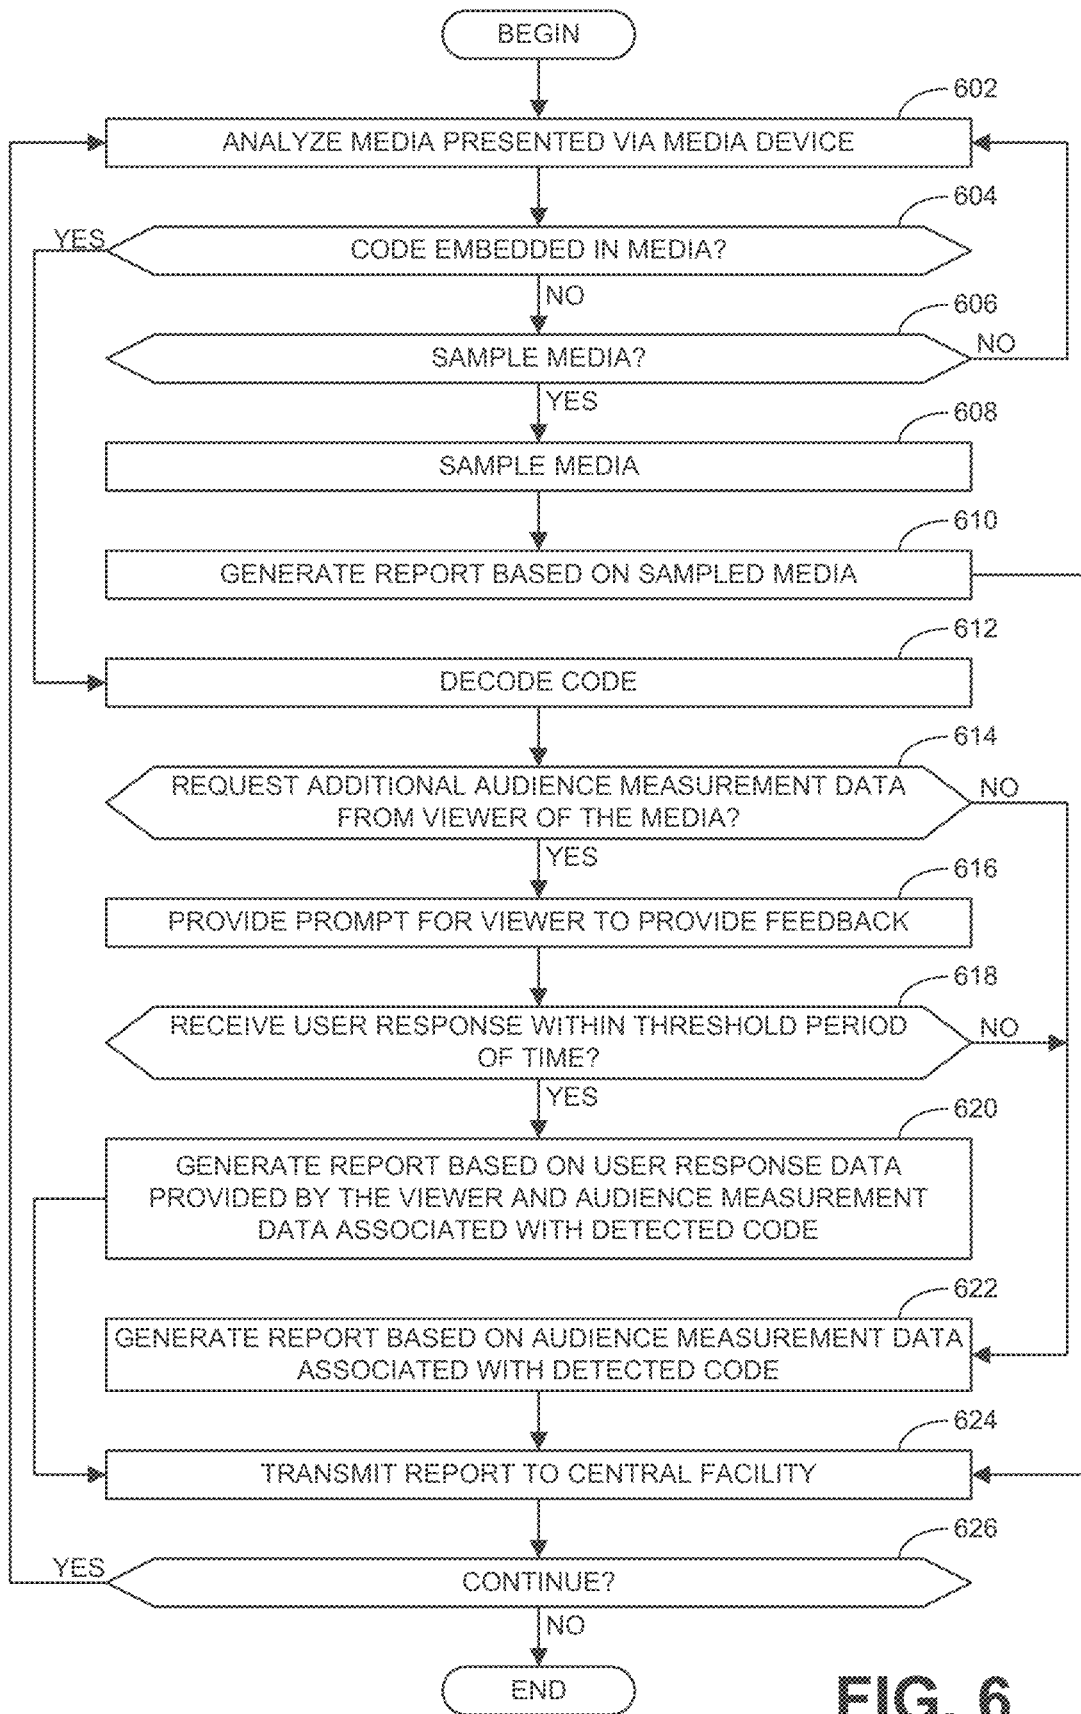 BEGIN
602
ANALYZE MEDIA PRESENTED VIA MEDIA DEVICE
604
YES
CODE EMBEDDED IN MEDIA?
NO
606
SAMPLE MEDIA?
NO
YES
608
SAMPLE MEDIA
610
GENERATE REPORT BASED ON SAMPLED MEDIA
612
DECODE CODE
614
REQUEST ADDITIONAL AUDIENCE MEASUREMENT DATA
FROM VIEWER OF THE MEDIA?
NO
YES
616
PROVIDE PROMPT FOR VIEWER TO PROVIDE FEEDBACK
618
RECEIVE USER RESPONSE WITHIN THRESHOLD PERIOD
OF TIME?
NO
YES
620
GENERATE REPORT BASED ON USER RESPONSE DATA
PROVIDED BY THE VIEWER AND AUDIENCE MEASUREMENT
DATA ASSOCIATED WITH DETECTED CODE
622
GENERATE REPORT BASED ON AUDIENCE MEASUREMENT DATA
ASSOCIATED WITH DETECTED CODE
624
TRANSMIT REPORT TO CENTRAL FACILITY
626
YES
CONTINUE?
NO
END
FIG. 6